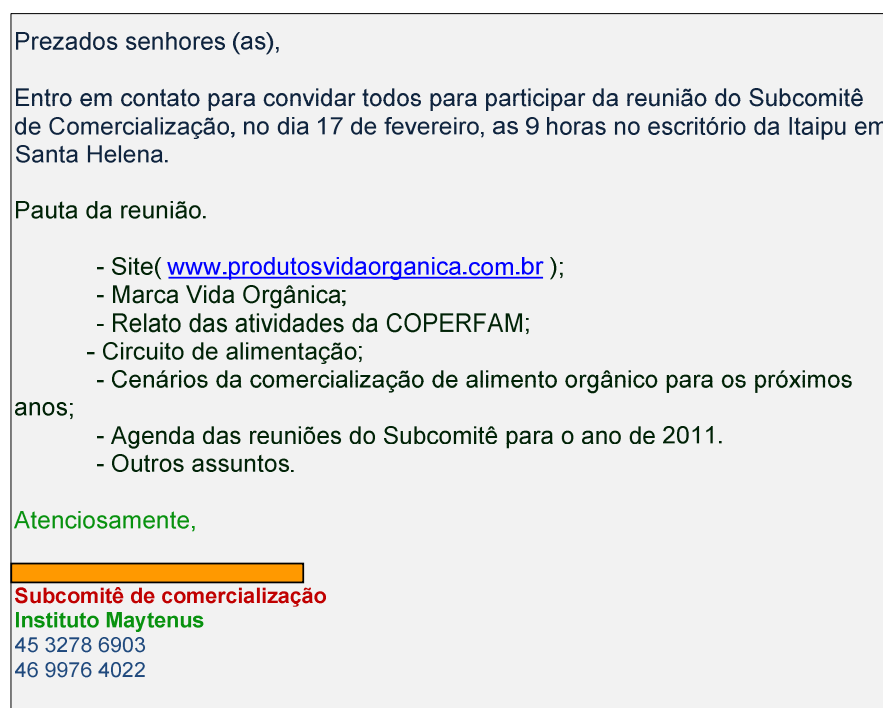 Prezados senhores (as),
Entro em contato para convidar todos para participar da reunião do Subcomitê
de Comercialização, no dia 17 de fevereiro, as 9 horas no escritório da Itaipu em
Santa Helena.
Pauta da reunião.
- Site( www.produtosvidaorganica.com.br );
- Marca Vida Orgânica;
- Relato das atividades da COPERFAM;
- Circuito de alimentação;
- Cenários da comercialização de alimento orgânico para os próximos
anos;
- Agenda das reuniões do Subcomitê para o ano de 2011.
- Outros assuntos.
Atenciosamente,
Subcomitê de comercialização
Instituto Maytenus
45 3278 6903
46 9976 4022